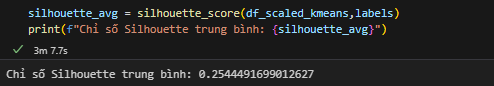 silhouette_avg = silhouette_score(df_scaled_kmeans,labels)
print(f"Chỉ số Silhouette trung bình: {silhouette_avg}")
✓ 3m 7.7s
Chỉ số Silhouette trung bình: 0.2544491699012627